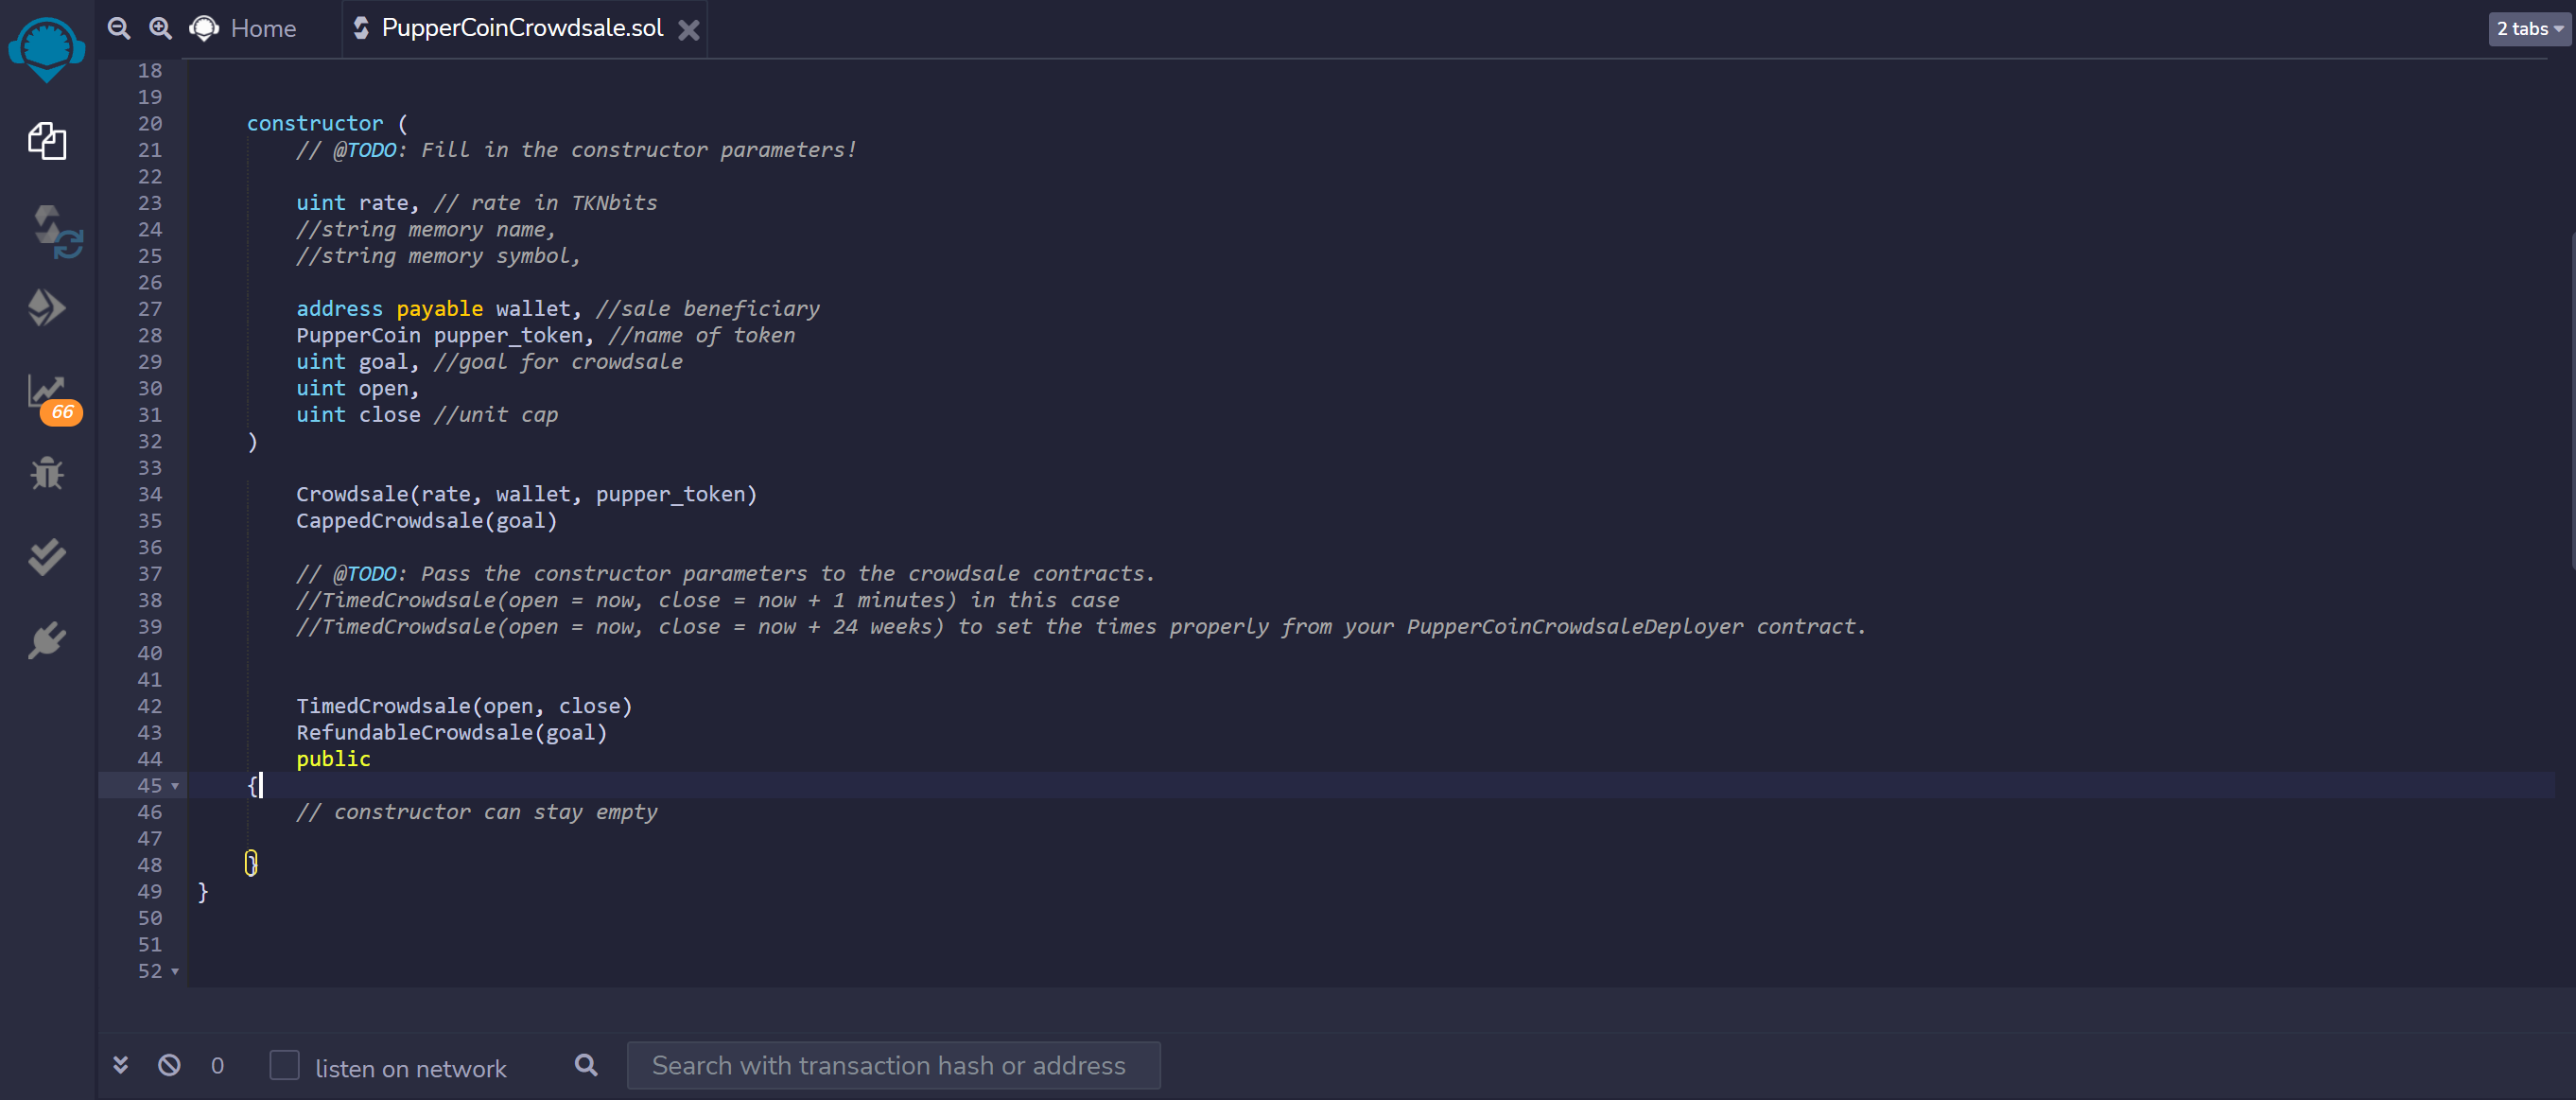 Home
PupperCoinCrowdsale.sol
2 tabs
18
19
20 constructor (
21 // @TODO: Fill in the constructor parameters!
22
23 uint rate, // rate in TKNbits
24 //string memory name,
25 //string memory symbol,
26
27 address payable wallet, //sale beneficiary
28 PupperCoin pupper_token, //name of token
29 uint goal, //goal for crowdsale
30 uint open,
31 uint close //unit cap
32 )
33
34 Crowdsale(rate, wallet, pupper_token)
35 CappedCrowdsale(goal)
36
37 // @TODO: Pass the constructor parameters to the crowdsale contracts.
38 //TimedCrowdsale(open = now, close = now + 1 minutes) in this case
39 //TimedCrowdsale(open = now, close = now + 24 weeks) to set the times properly from your PupperCoinCrowdsaleDeployer contract.
40
41
42 TimedCrowdsale(open, close)
43 RefundableCrowdsale(goal)
44 public
45 {
46 // constructor can stay empty
47
48 }
49 }
50
51
52
66
0
listen on network
Search with transaction hash or address